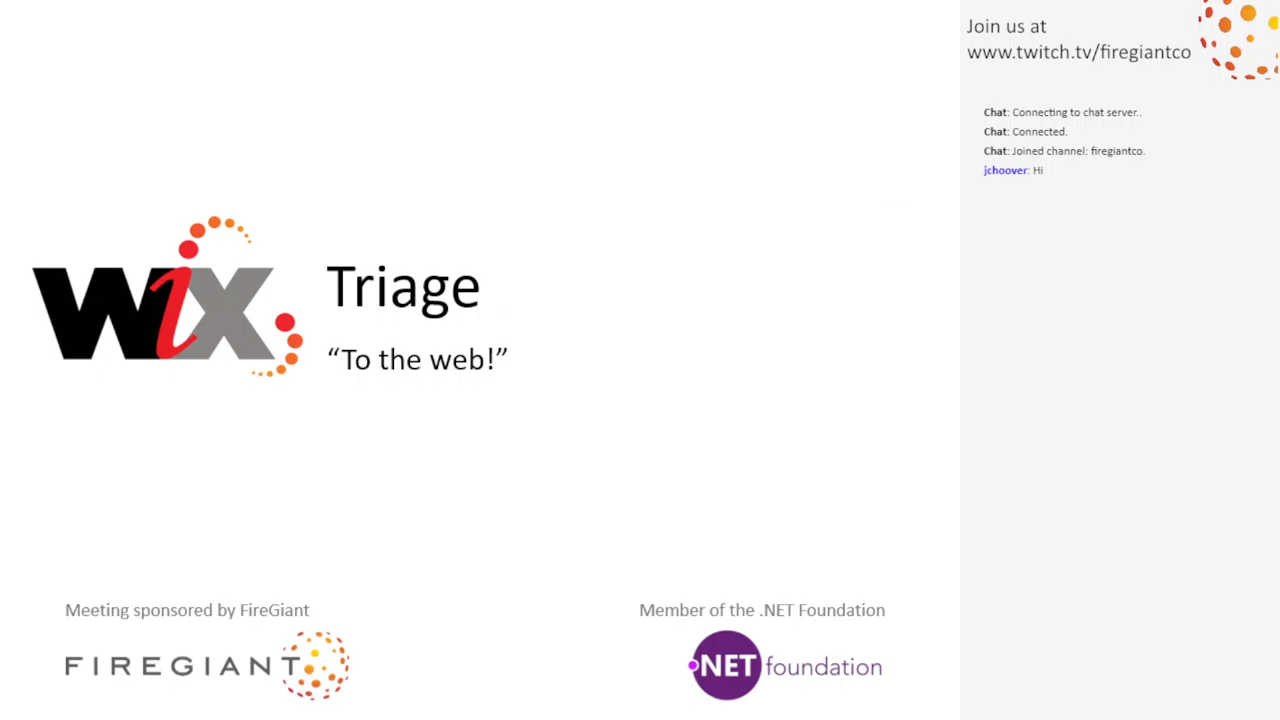 Join us at
www.twitch.tv/firegiantco
Chat: Connecting to chat server..
Chat: Connected.
Chat: Joined channel: firegiantco.
jchoover: Hi
WiX
Triage
“To the web!”
Meeting sponsored by FireGiant
FIREGIANT
Member of the .NET Foundation
.NET foundation